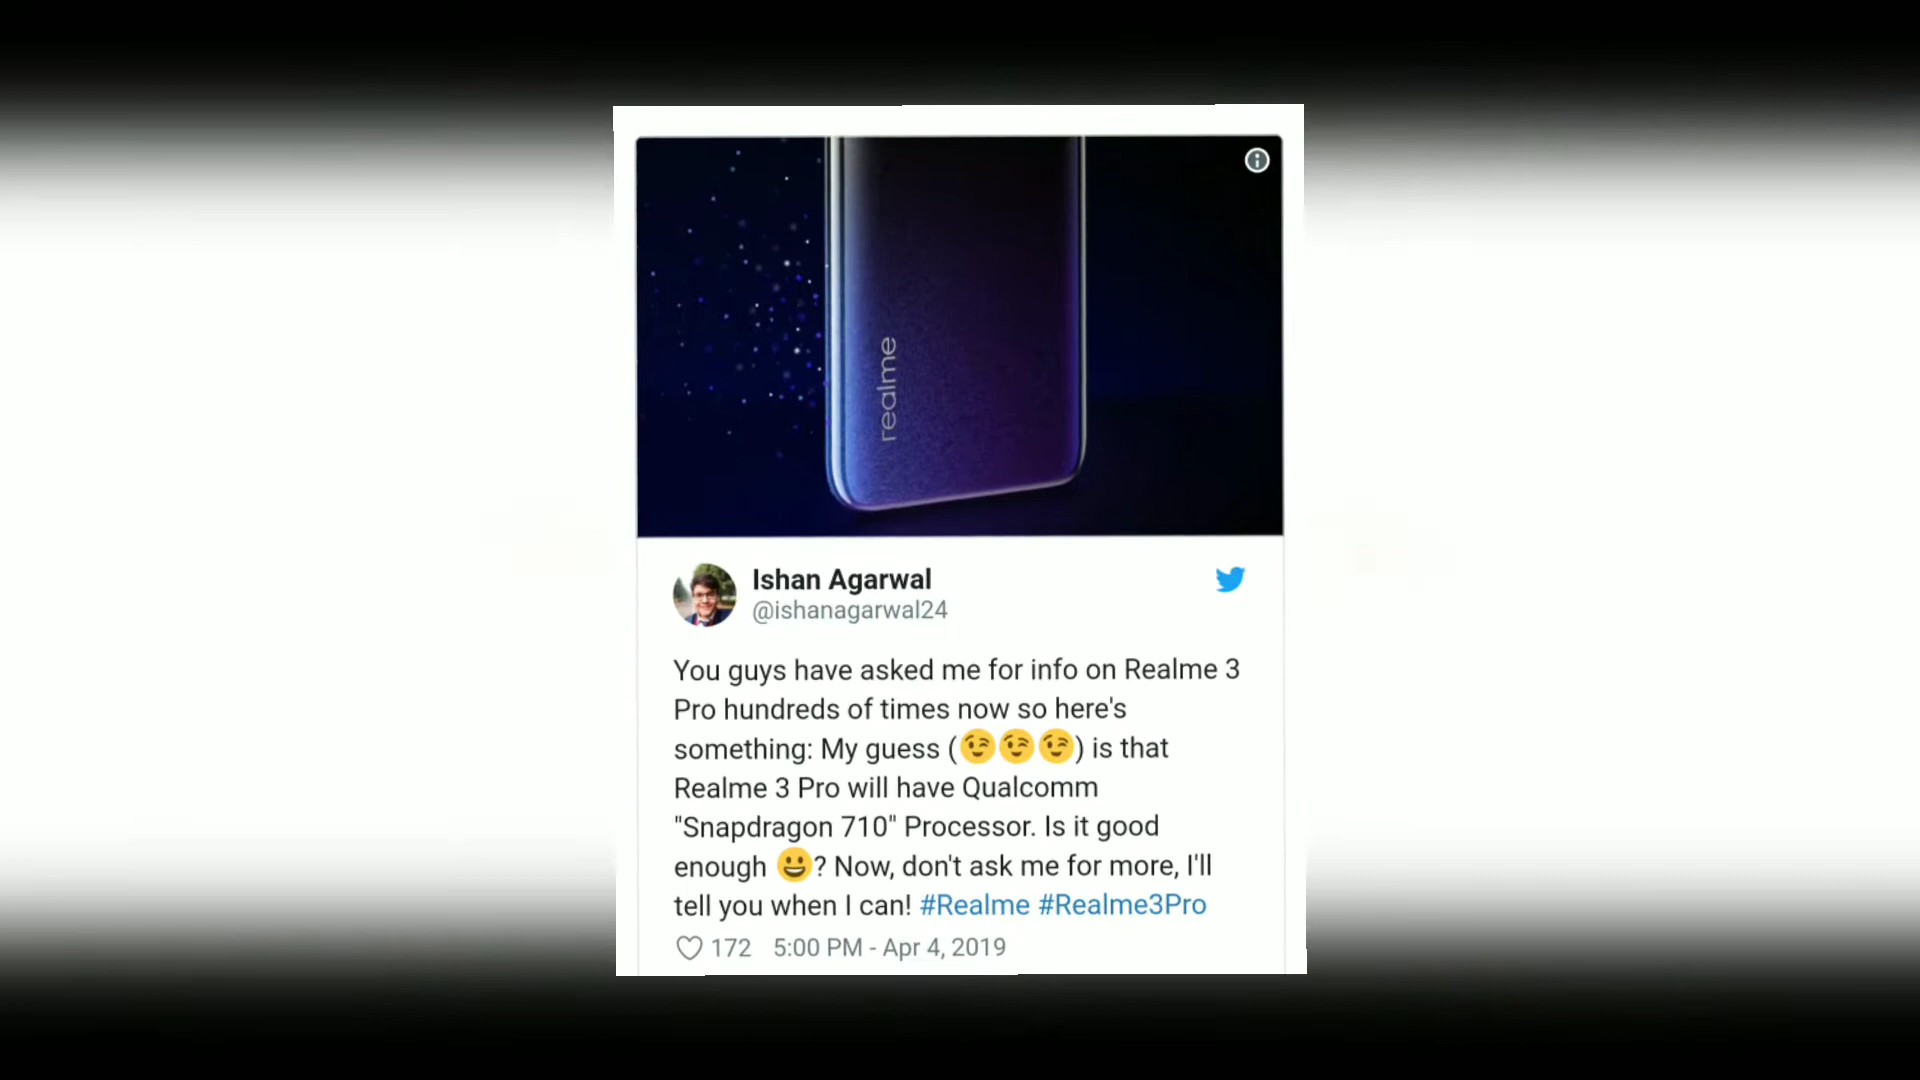 realme
Ishan Agarwal
@ishanagarwal24
You guys have asked me for info on Realme 3
Pro hundreds of times now so here's
something: My guess (😉😉😉) is that
Realme 3 Pro will have Qualcomm
"Snapdragon 710" Processor. Is it good
enough 😀? Now, don't ask me for more, I'll
tell you when I can! #Realme #Realme3Pro
172 5:00 PM - Apr 4, 2019